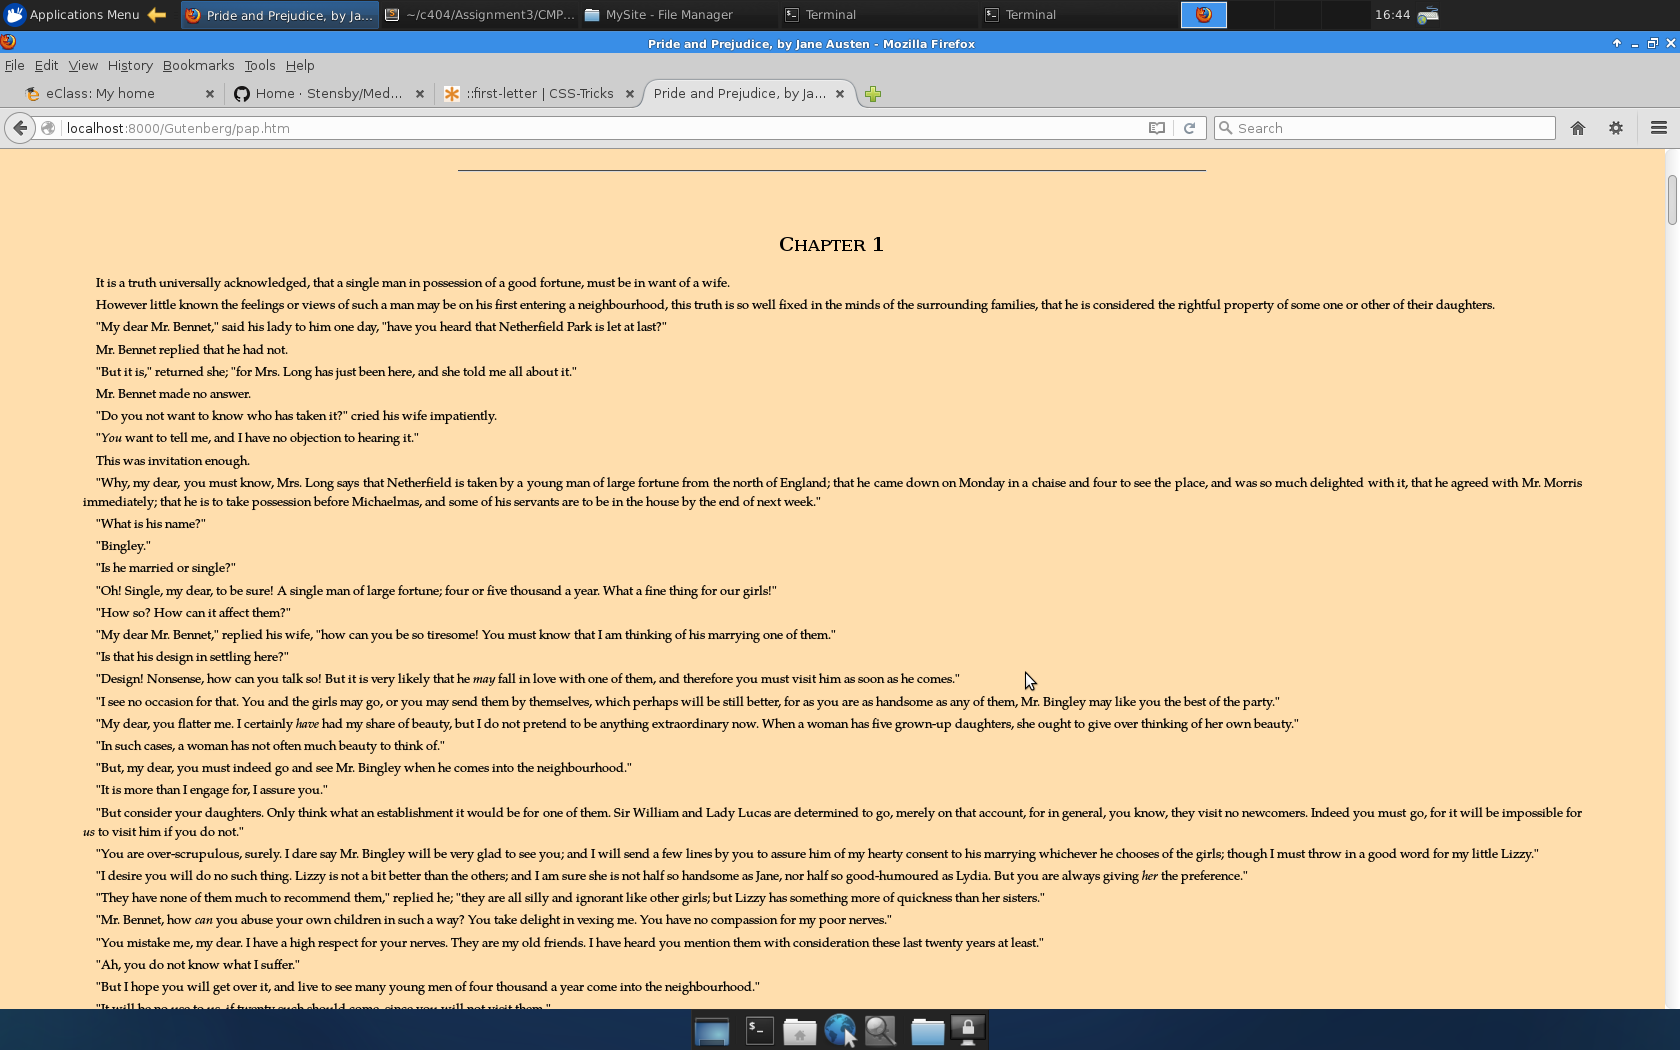 Applications Menu
Pride and Prejudice, by Ja...
~/c404/Assignment3/CMP...
MySite - File Manager
Terminal
Terminal
16:44
Pride and Prejudice, by Jane Austen - Mozilla Firefox
File Edit View History Bookmarks Tools Help
eClass: My home
Home · Stensby/Med...
::first-letter | CSS-Tricks
Pride and Prejudice, by Ja...
localhost:8000/Gutenberg/pap.htm
Search
Chapter 1
It is a truth universally acknowledged, that a single man in possession of a good fortune, must be in want of a wife.
However little known the feelings or views of such a man may be on his first entering a neighbourhood, this truth is so well fixed in the minds of the surrounding families, that he is considered the rightful property of some one or other of their daughters.
"My dear Mr. Bennet," said his lady to him one day, "have you heard that Netherfield Park is let at last?"
Mr. Bennet replied that he had not.
"But it is," returned she; "for Mrs. Long has just been here, and she told me all about it."
Mr. Bennet made no answer.
"Do you not want to know who has taken it?" cried his wife impatiently.
"You want to tell me, and I have no objection to hearing it."
This was invitation enough.
"Why, my dear, you must know, Mrs. Long says that Netherfield is taken by a young man of large fortune from the north of England; that he came down on Monday in a chaise and four to see the place, and was so much delighted with it, that he agreed with Mr. Morris
immediately; that he is to take possession before Michaelmas, and some of his servants are to be in the house by the end of next week."
"What is his name?"
"Bingley."
"Is he married or single?"
"Oh! Single, my dear, to be sure! A single man of large fortune; four or five thousand a year. What a fine thing for our girls!"
"How so? How can it affect them?"
"My dear Mr. Bennet," replied his wife, "how can you be so tiresome! You must know that I am thinking of his marrying one of them."
"Is that his design in settling here?"
"Design! Nonsense, how can you talk so! But it is very likely that he may fall in love with one of them, and therefore you must visit him as soon as he comes."
"I see no occasion for that. You and the girls may go, or you may send them by themselves, which perhaps will be still better, for as you are as handsome as any of them, Mr. Bingley may like you the best of the party."
"My dear, you flatter me. I certainly have had my share of beauty, but I do not pretend to be anything extraordinary now. When a woman has five grown-up daughters, she ought to give over thinking of her own beauty."
"In such cases, a woman has not often much beauty to think of."
"But, my dear, you must indeed go and see Mr. Bingley when he comes into the neighbourhood."
"It is more than I engage for, I assure you."
"But consider your daughters. Only think what an establishment it would be for one of them. Sir William and Lady Lucas are determined to go, merely on that account, for in general, you know, they visit no newcomers. Indeed you must go, for it will be impossible for
us to visit him if you do not."
"You are over-scrupulous, surely. I dare say Mr. Bingley will be very glad to see you; and I will send a few lines by you to assure him of my hearty consent to his marrying whichever he chooses of the girls; though I must throw in a good word for my little Lizzy."
"I desire you will do no such thing. Lizzy is not a bit better than the others; and I am sure she is not half so handsome as Jane, nor half so good-humoured as Lydia. But you are always giving her the preference."
"They have none of them much to recommend them," replied he; "they are all silly and ignorant like other girls; but Lizzy has something more of quickness than her sisters."
"Mr. Bennet, how can you abuse your own children in such a way? You take delight in vexing me. You have no compassion for my poor nerves."
"You mistake me, my dear. I have a high respect for your nerves. They are my old friends. I have heard you mention them with consideration these last twenty years at least."
"Ah, you do not know what I suffer."
"But I hope you will get over it, and live to see many young men of four thousand a year come into the neighbourhood."
"It will be no use to us, if twenty such should come, since you will not visit them."